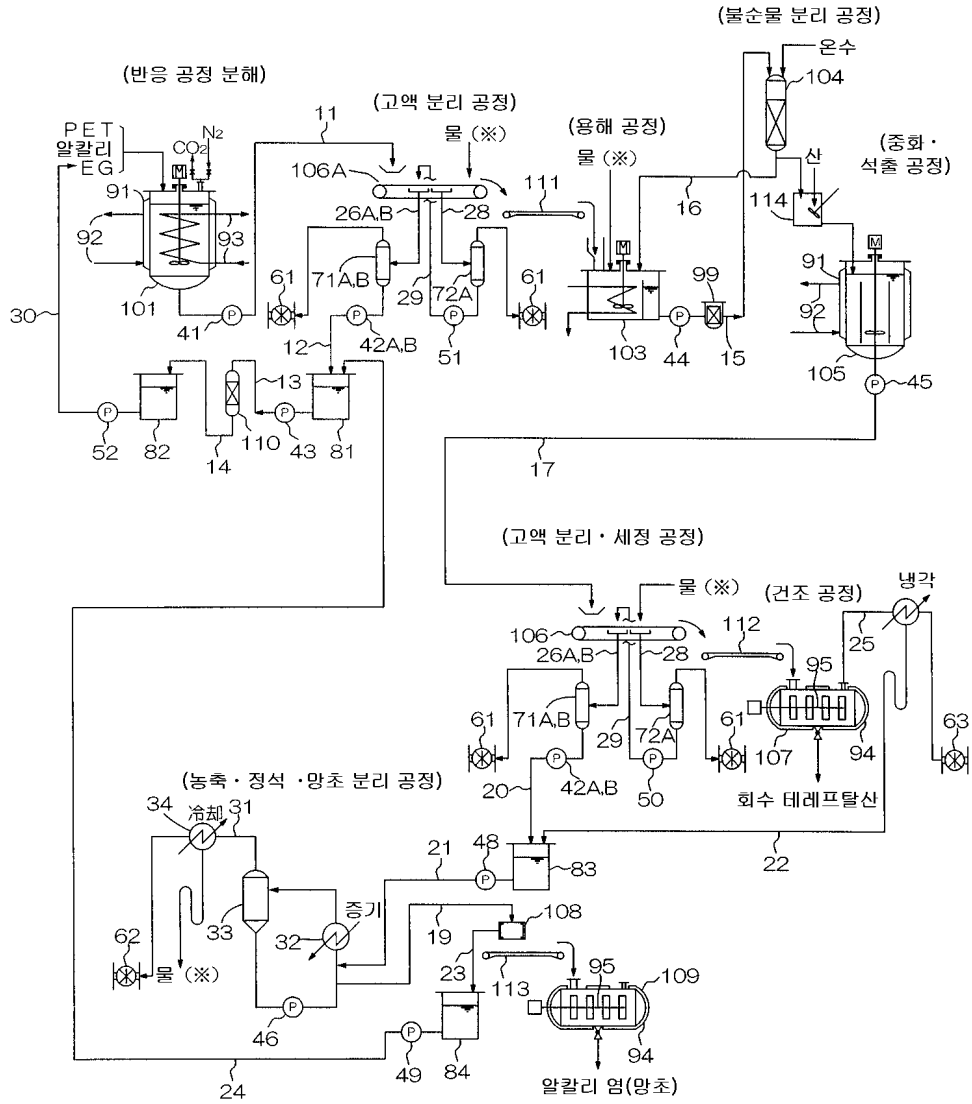 (불순물 분리 공정)
온수
104
(반응 공정 분해)
(고액 분리 공정)
11
물 (※)
(용해 공정)
물 (※)
(중화 ·
석출 공정)
PET
알칼리
EG
CO2
N2
M
91
92
93
101
106A
26A,B
28
111
16
산
114
M
M
91
92
92
105
61
71A,B
29
72A
61
99
30
41
P
12
P
42A,B
P
51
103
P
44
15
P
45
13
P
52
82
14
110
P
43
81
17
(고액 분리 · 세정 공정)
물 (※)
(건조 공정)
냉각
25
106
26A,B
28
112
95
61
71A,B
29
72A
61
107
94
63
P
42A,B
P
50
20
회수 테레프탈산
22
(농축 · 정석 · 망초 분리 공정)
34
冷却
31
21
48
P
83
33
증기
32
19
108
62
물 (※)
23
113
95
109
P
46
94
P
49
84
24
알칼리 염(망초)